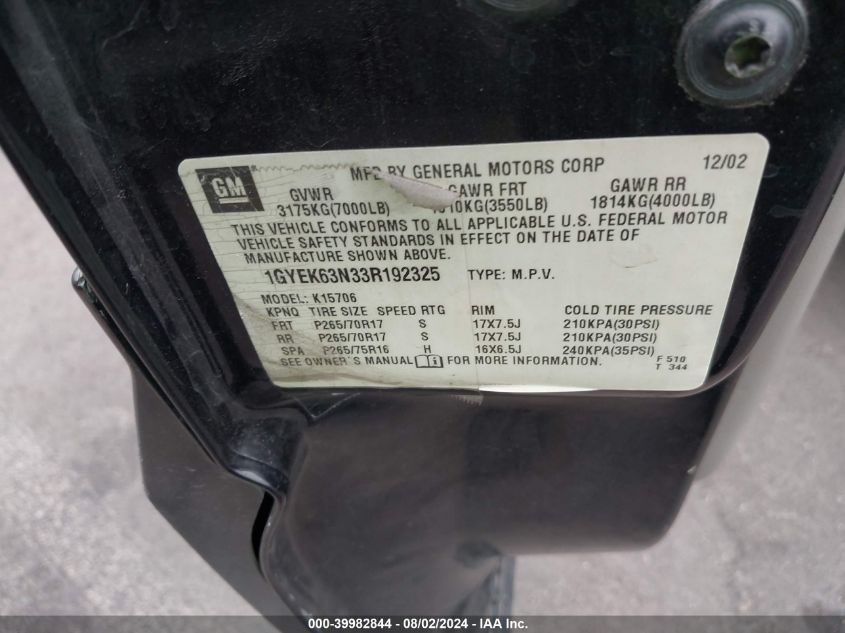 GM
MFD BY GENERAL MOTORS CORP 12/02
GVWR GAWR FRT GAWR RR
3175KG(7000LB) 1610KG(3550LB) 1814KG(4000LB)
THIS VEHICLE CONFORMS TO ALL APPLICABLE U.S. FEDERAL MOTOR
VEHICLE SAFETY STANDARDS IN EFFECT ON THE DATE OF
MANUFACTURE SHOWN ABOVE.
1GYEK63N33R192325 TYPE: M.P.V.
MODEL: K15706
KPNQ TIRE SIZE SPEED RTG RIM COLD TIRE PRESSURE
FRT P265/70R17 S 17X7.5J 210KPA(30PSI)
RR P265/70R17 S 17X7.5J 210KPA(30PSI)
SPA P265/75R16 H 16X6.5J 240KPA(35PSI)
SEE OWNER'S MANUAL FOR MORE INFORMATION.
F 510
T 344
000-39982844 - 08/02/2024 - IAA Inc.